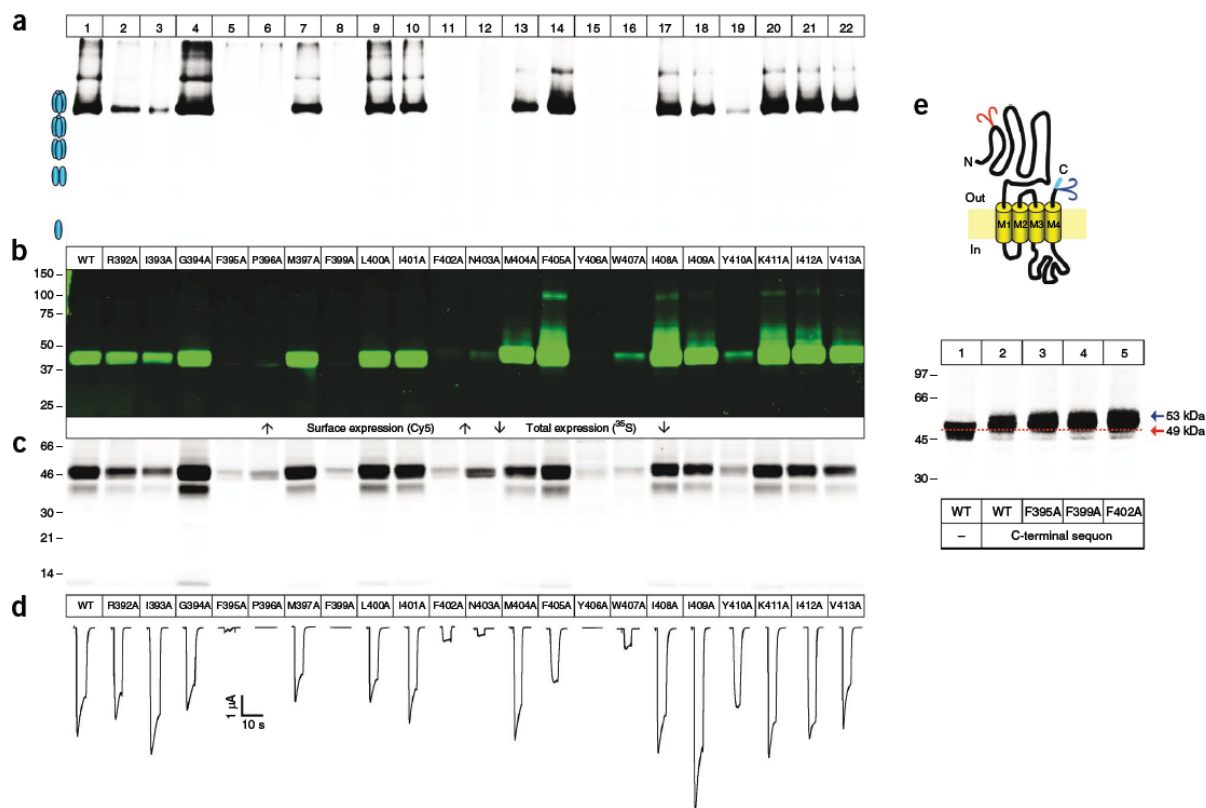 a
1 2 3 4 5 6 7 8 9 10 11 12 13 14 15 16 17 18 19 20 21 22
b
WT R392A I393A G394A F395A P396A M397A F399A L400A I401A F402A N403A M404A F405A Y406A W407A I408A I409A Y410A K411A I412A V413A
150
100
75
50
37
25
↑ Surface expression (Cy5) ↑ ↓ Total expression (³⁵S) ↓
c
66
46
30
21
14
d
WT R392A I393A G394A F395A P396A M397A F399A L400A I401A F402A N403A M404A F405A Y406A W407A I408A I409A Y410A K411A I412A V413A
1 µA
10 s
e
N
C
Out
M1 M2 M3 M4
In
1 2 3 4 5
97
66
45
30
53 kDa
49 kDa
WT WT F395A F399A F402A
– C-terminal sequon